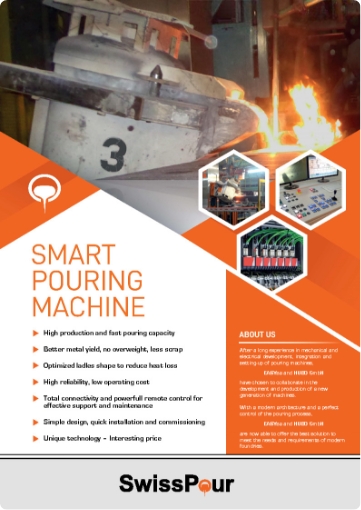 3
SMART
POURING
MACHINE
High production and fast pouring capacity
Better metal yield, no overweight, less scrap
Optimized ladles shape to reduce heat loss
High reliability, low operating cost
Total connectivity and powerfull remote control for
effective support and maintenance
Simple design, quick installation and commissioning
Unique technology - Interesting price
ABOUT US
After a long experience in mechanical and
electrical development, integration and
setting up of pouring machines,
and GmbH
have chosen to collaborate in the
development and production of a new
generation of machines.
With a modern architecture and a perfect
control of the pouring process,
and GmbH
are now able to offer the best solution to
meet the needs and requirements of modern
foundries.
SwissPour